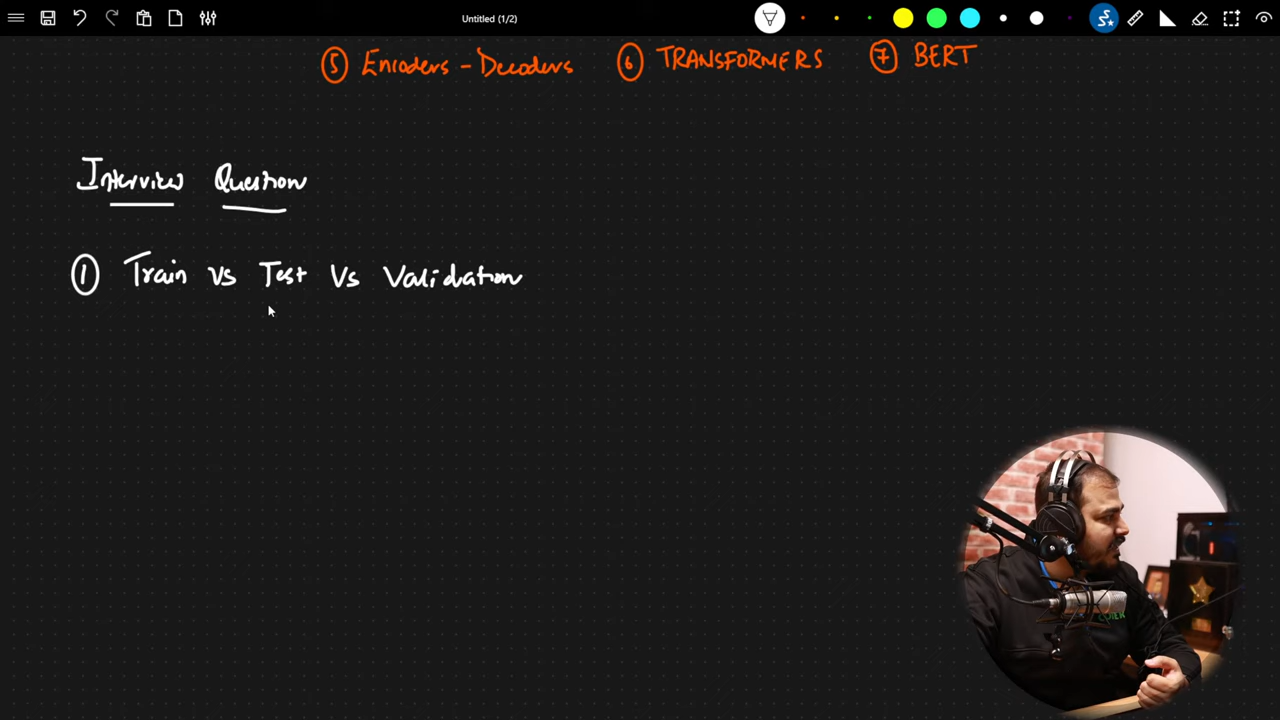 Untitled (1/2)
5 Encoders - Decoders 6 TRANSFORMERS 7 BERT
Interview Question
1 Train vs Test Vs Validation